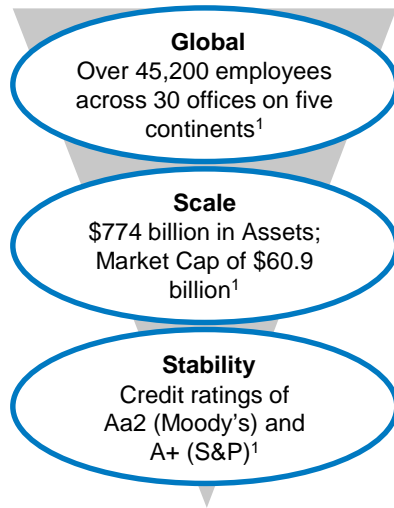 Global
Over 45,200 employees
across 30 offices on five
continents¹
Scale
$774 billion in Assets;
Market Cap of $60.9
billion¹
Stability
Credit ratings of
Aa2 (Moody’s) and
A+ (S&P)¹